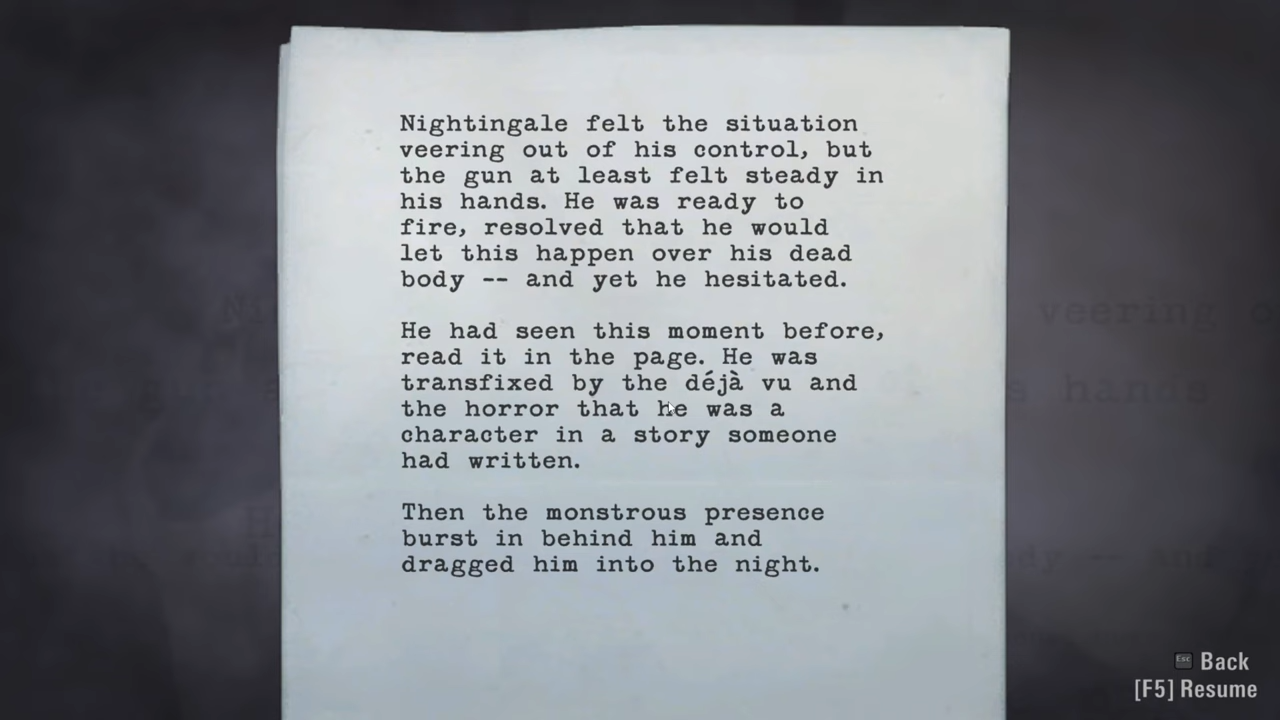 Nightingale felt the situation
veering out of his control, but
the gun at least felt steady in
his hands. He was ready to
fire, resolved that he would
let this happen over his dead
body -- and yet he hesitated.
He had seen this moment before,
read it in the page. He was
transfixed by the déjà vu and
the horror that he was a
character in a story someone
had written.
Then the monstrous presence
burst in behind him and
dragged him into the night.
Esc Back
[F5] Resume